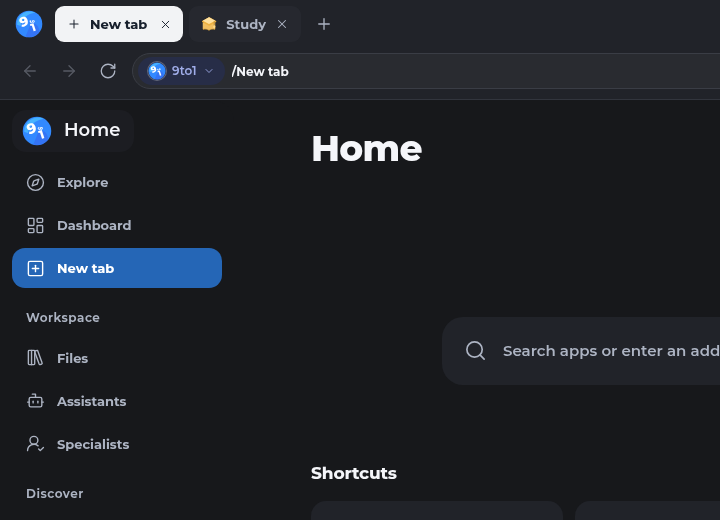 New tab
Study
9to1
/New tab
Home
Home
Explore
Dashboard
New tab
Workspace
Search apps or enter an add
Files
Assistants
Specialists
Shortcuts
Discover